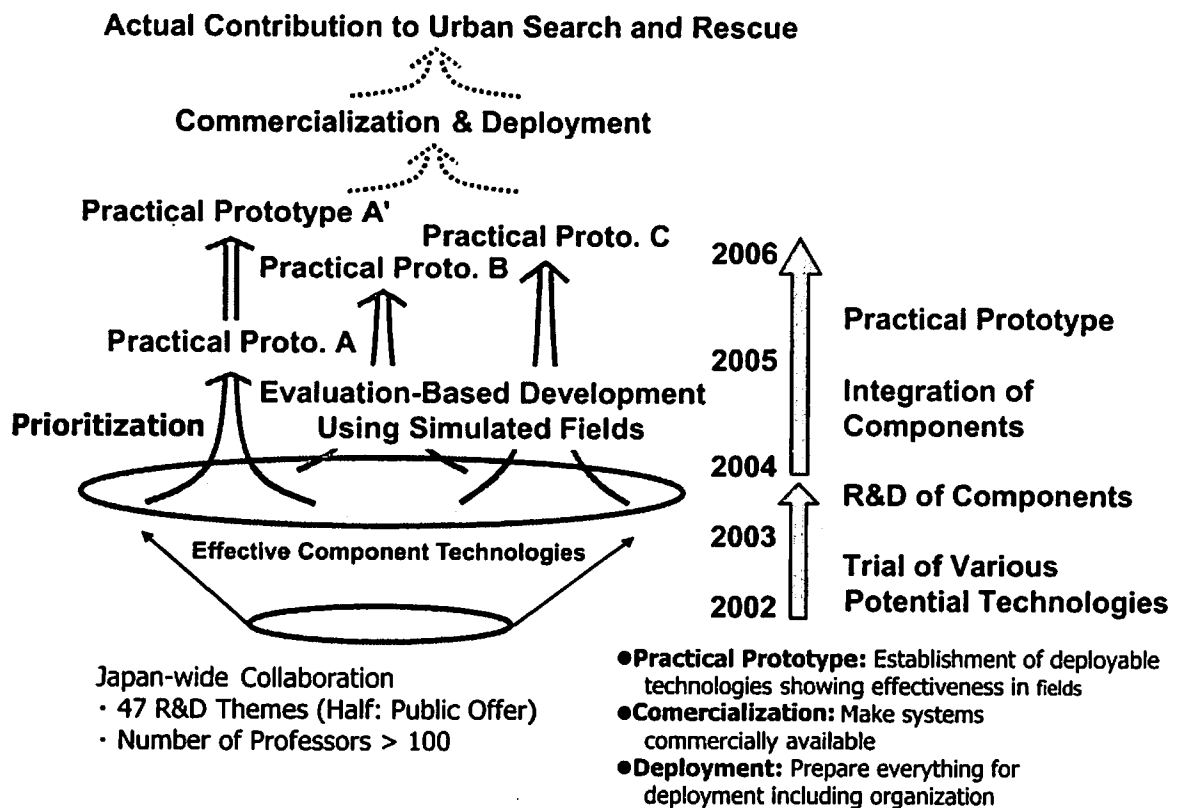 Actual Contribution to Urban Search and Rescue
Commercialization & Deployment
Practical Prototype A'
Practical Proto. C
Practical Proto. B
Practical Proto. A
Evaluation-Based Development
Using Simulated Fields
Prioritization
Effective Component Technologies
2006
Practical Prototype
2005
Integration of
Components
2004
R&D of Components
2003
Trial of Various
Potential Technologies
2002
Japan-wide Collaboration
· 47 R&D Themes (Half: Public Offer)
· Number of Professors > 100
●Practical Prototype: Establishment of deployable
technologies showing effectiveness in fields
●Comercialization: Make systems
commercially available
●Deployment: Prepare everything for
deployment including organization